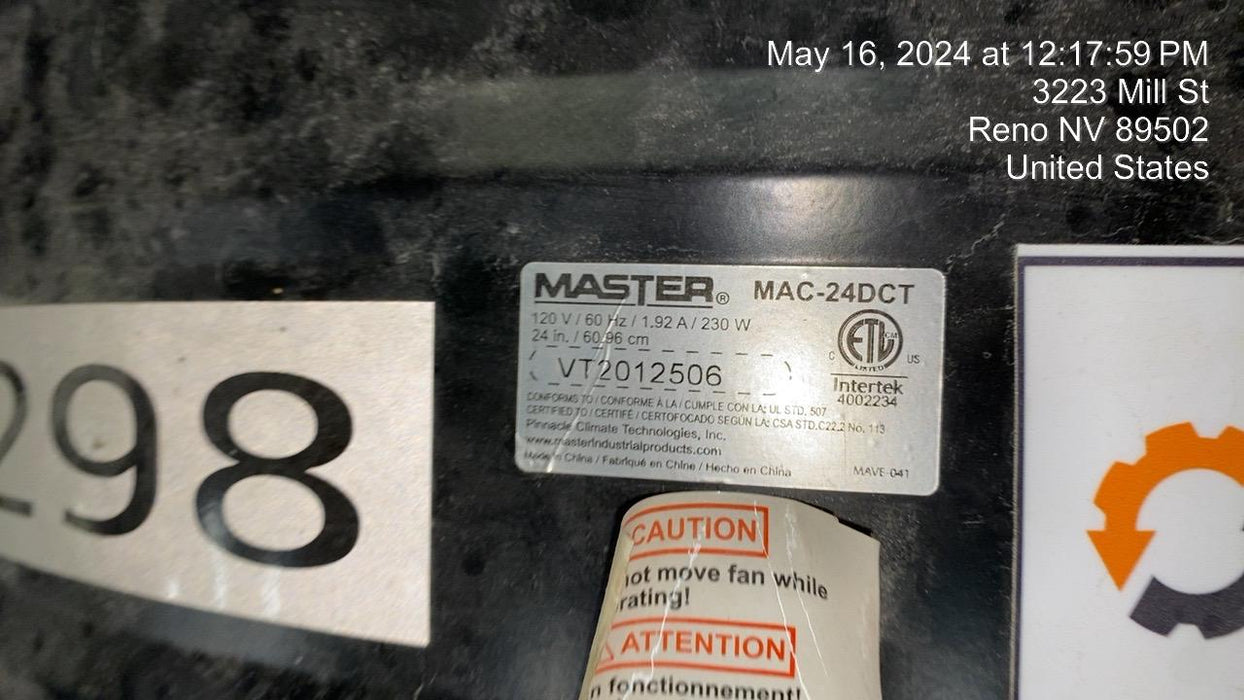 May 16, 2024 at 12:17:59 PM
3223 Mill St
Reno NV 89502
United States
MASTER® MAC-24DCT
120 V / 60 Hz / 1.92 A / 230 W
24 in. / 60.96 cm
VT2012506
ETL CM
C US
LISTED
Intertek
4002234
CONFORMS TO / CONFORME À LA / CUMPLE CON LA: UL STD. 507
CERTIFIED TO / CERTIFÉ / CERTOFOCADO SEGÚN LA: CSA STD.C22.2 No. 113
Pinnacle Climate Technologies, Inc.
www.masterindustrialproducts.com
Made in China / Fabriqué en Chine / Hecho en China
MAVE-041
298
CAUTION
not move fan while
rating!
ATTENTION
n fonctionnement!